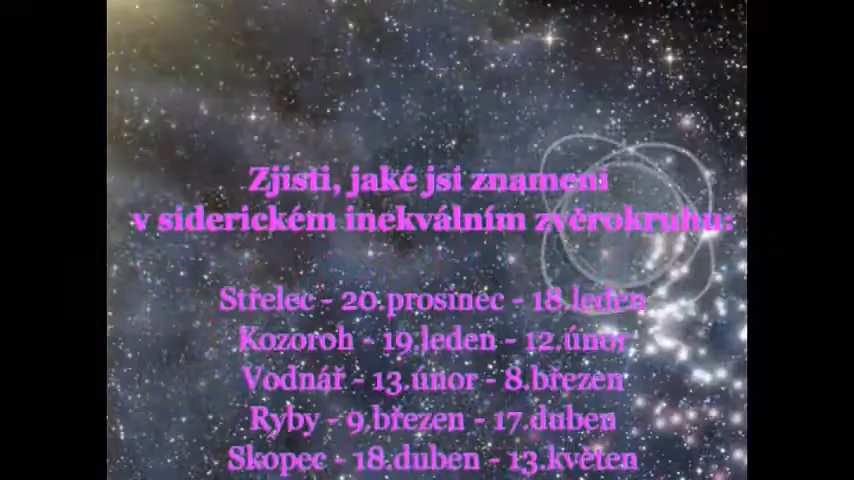 Zjisti, jaké jsi znamení
v siderickém inekválním zvěrokruhu:
Střelec - 20.prosinec - 18.leden
Kozoroh - 19.leden - 12.únor
Vodnář - 13.únor - 8.březen
Ryby - 9.březen - 17.duben
Skopec - 18.duben - 13.květen